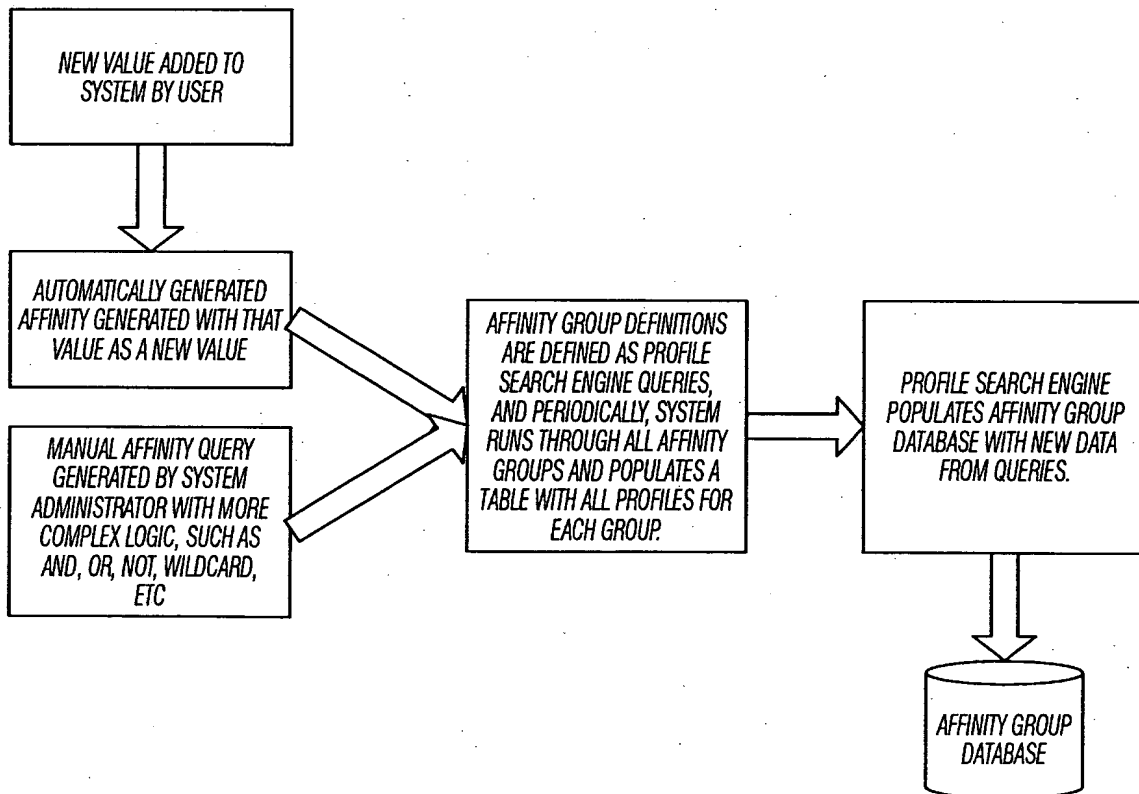 NEW VALUE ADDED TO
SYSTEM BY USER
AUTOMATICALLY GENERATED
AFFINITY GENERATED WITH THAT
VALUE AS A NEW VALUE
MANUAL AFFINITY QUERY
GENERATED BY SYSTEM
ADMINISTRATOR WITH MORE
COMPLEX LOGIC, SUCH AS
AND, OR, NOT, WILDCARD,
ETC
AFFINITY GROUP DEFINITIONS
ARE DEFINED AS PROFILE
SEARCH ENGINE QUERIES,
AND PERIODICALLY, SYSTEM
RUNS THROUGH ALL AFFINITY
GROUPS AND POPULATES A
TABLE WITH ALL PROFILES FOR
EACH GROUP.
PROFILE SEARCH ENGINE
POPULATES AFFINITY GROUP
DATABASE WITH NEW DATA
FROM QUERIES.
AFFINITY GROUP
DATABASE